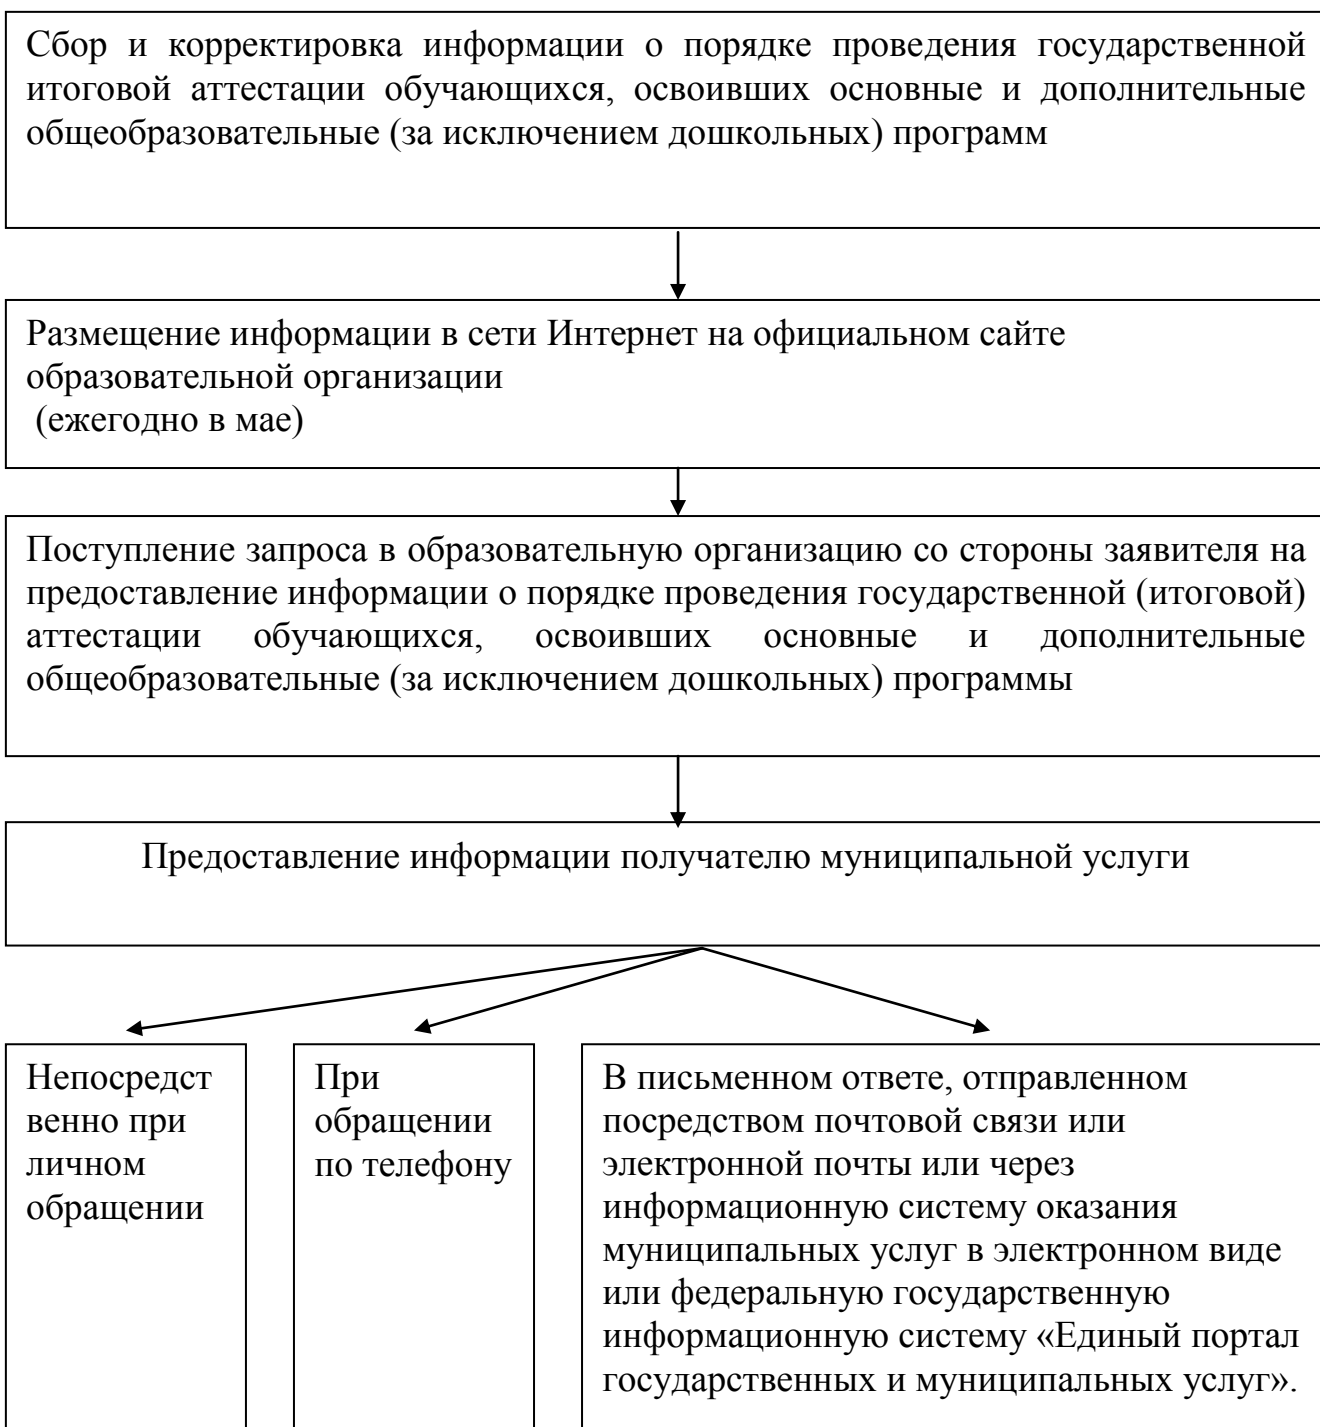 Сбор и корректировка информации о порядке проведения государственной
итоговой аттестации обучающихся, освоивших основные и дополнительные
общеобразовательные (за исключением дошкольных) программ
Размещение информации в сети Интернет на официальном сайте
образовательной организации
(ежегодно в мае)
Поступление запроса в образовательную организацию со стороны заявителя на
предоставление информации о порядке проведения государственной (итоговой)
аттестации обучающихся, освоивших основные и дополнительные
общеобразовательные (за исключением дошкольных) программы
Предоставление информации получателю муниципальной услуги
Непосредст
венно при
личном
обращении
При
обращении
по телефону
В письменном ответе, отправленном
посредством почтовой связи или
электронной почты или через
информационную систему оказания
муниципальных услуг в электронном виде
или федеральную государственную
информационную систему «Единый портал
государственных и муниципальных услуг».